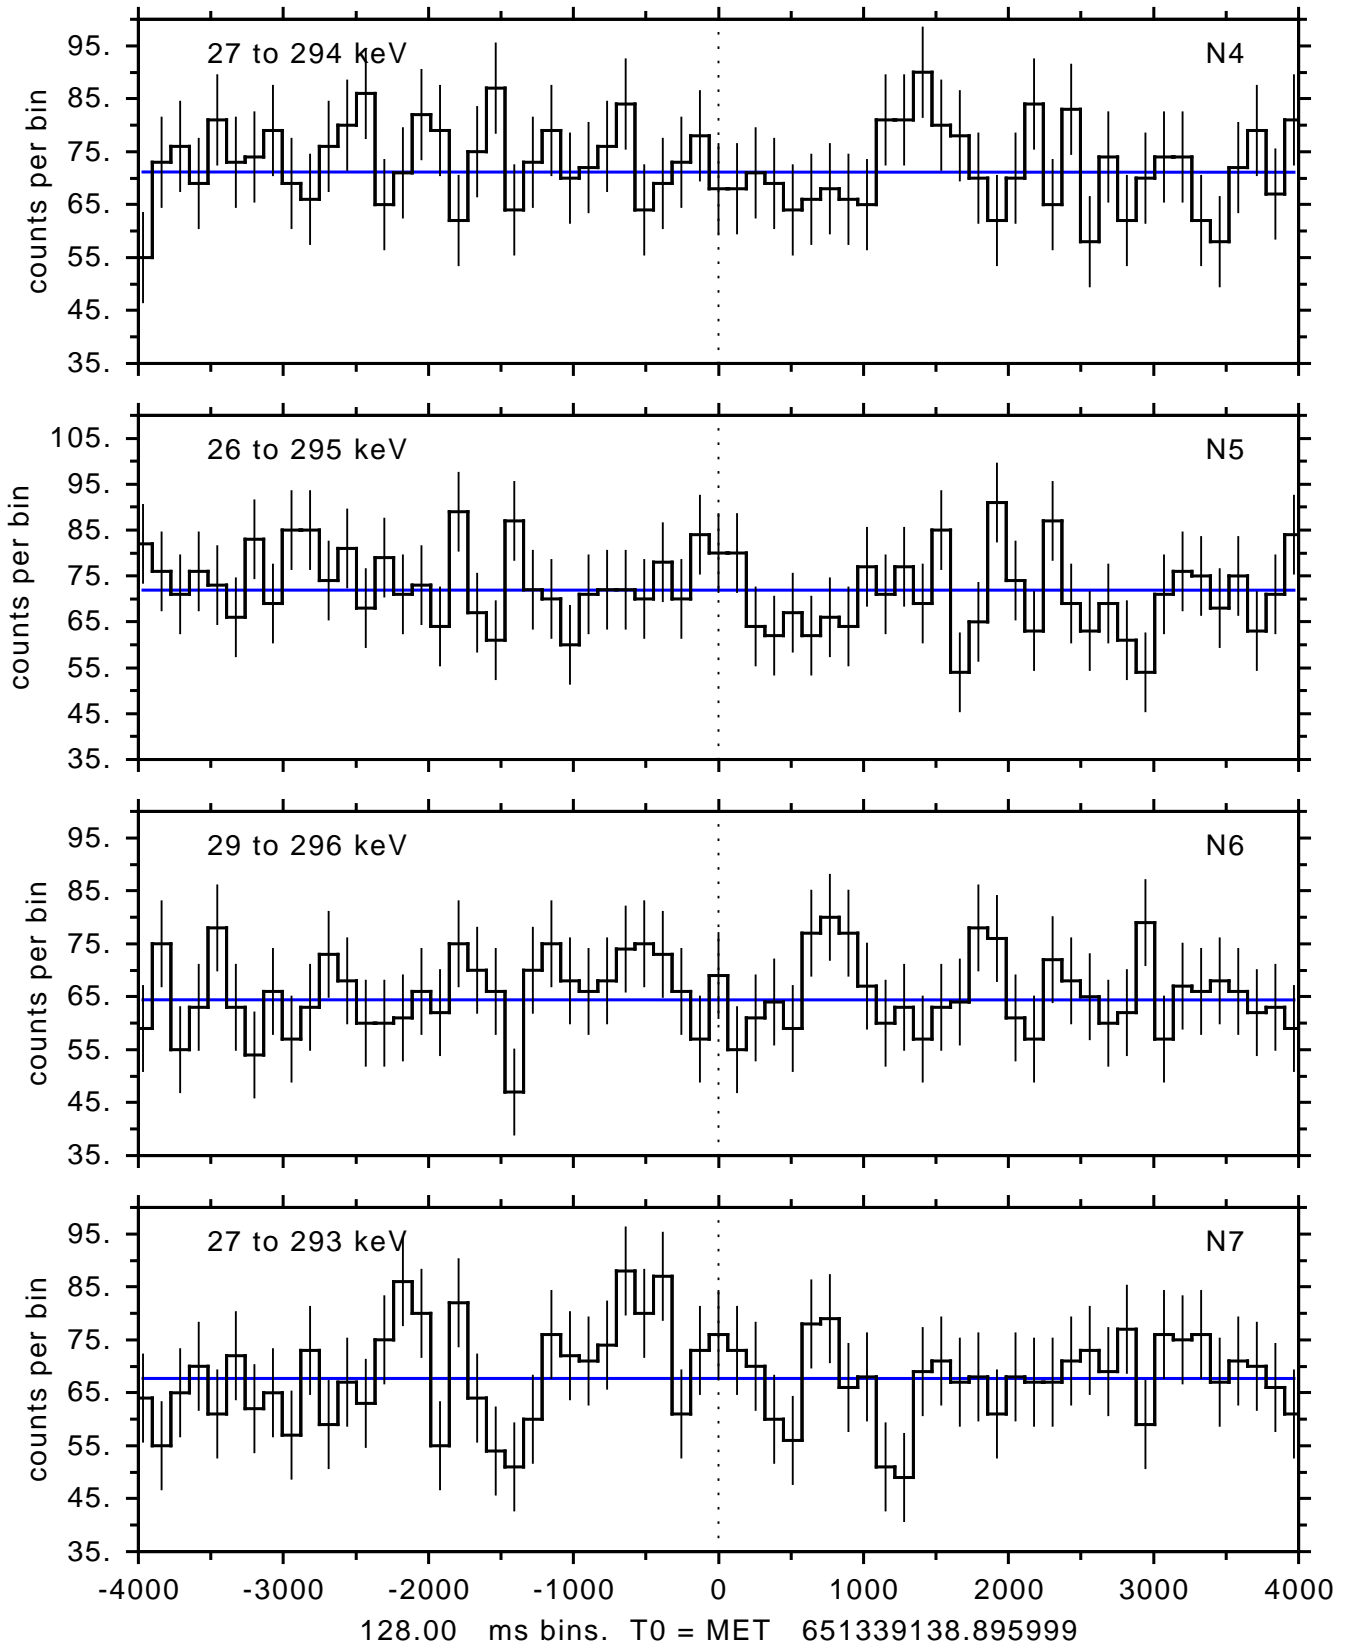 27 to 294 keV N4
95.
85.
75.
65.
55.
45.
35.
counts per bin
26 to 295 keV N5
105.
95.
85.
75.
65.
55.
45.
35.
counts per bin
29 to 296 keV N6
95.
85.
75.
65.
55.
45.
35.
counts per bin
27 to 293 keV N7
95.
85.
75.
65.
55.
45.
35.
counts per bin
-4000 -3000 -2000 -1000 0 1000 2000 3000 4000
128.00 ms bins. T0 = MET 651339138.895999